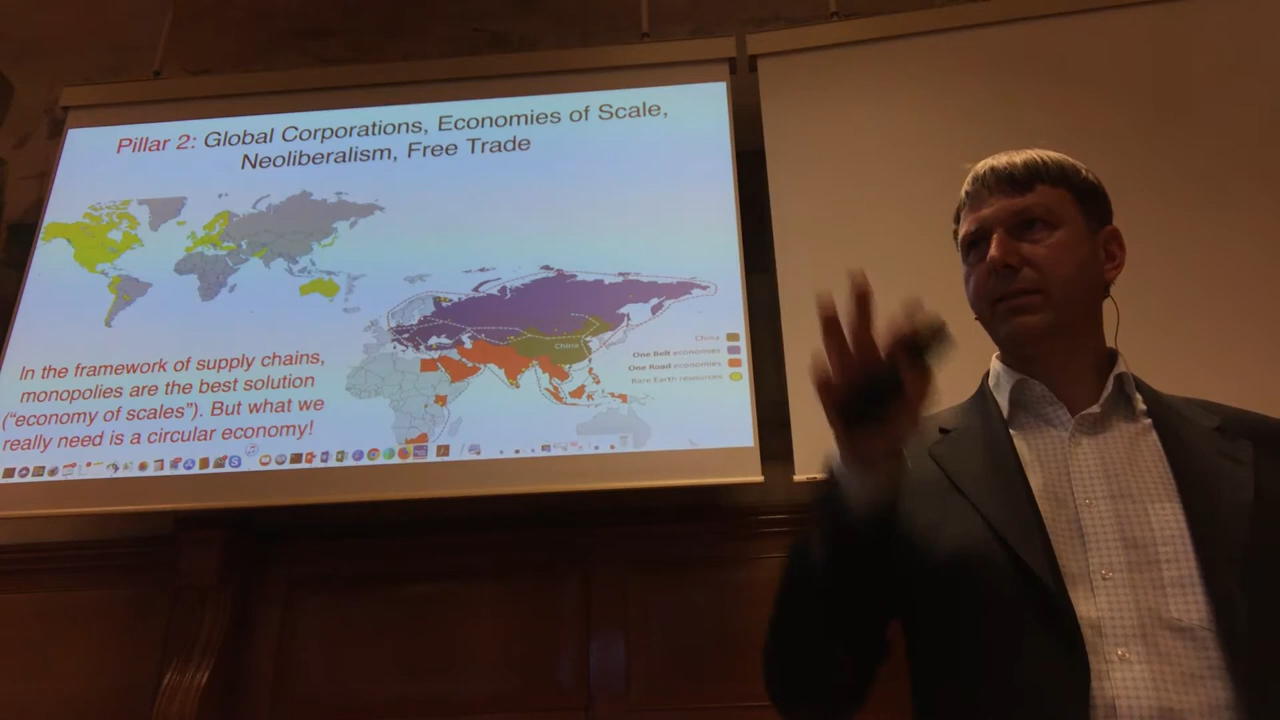 Pillar 2: Global Corporations, Economies of Scale,
Neoliberalism, Free Trade
In the framework of supply chains,
monopolies are the best solution
(“economy of scales”). But what we
really need is a circular economy!
China
China
One Belt economies
One Road economies
Rare Earth resources